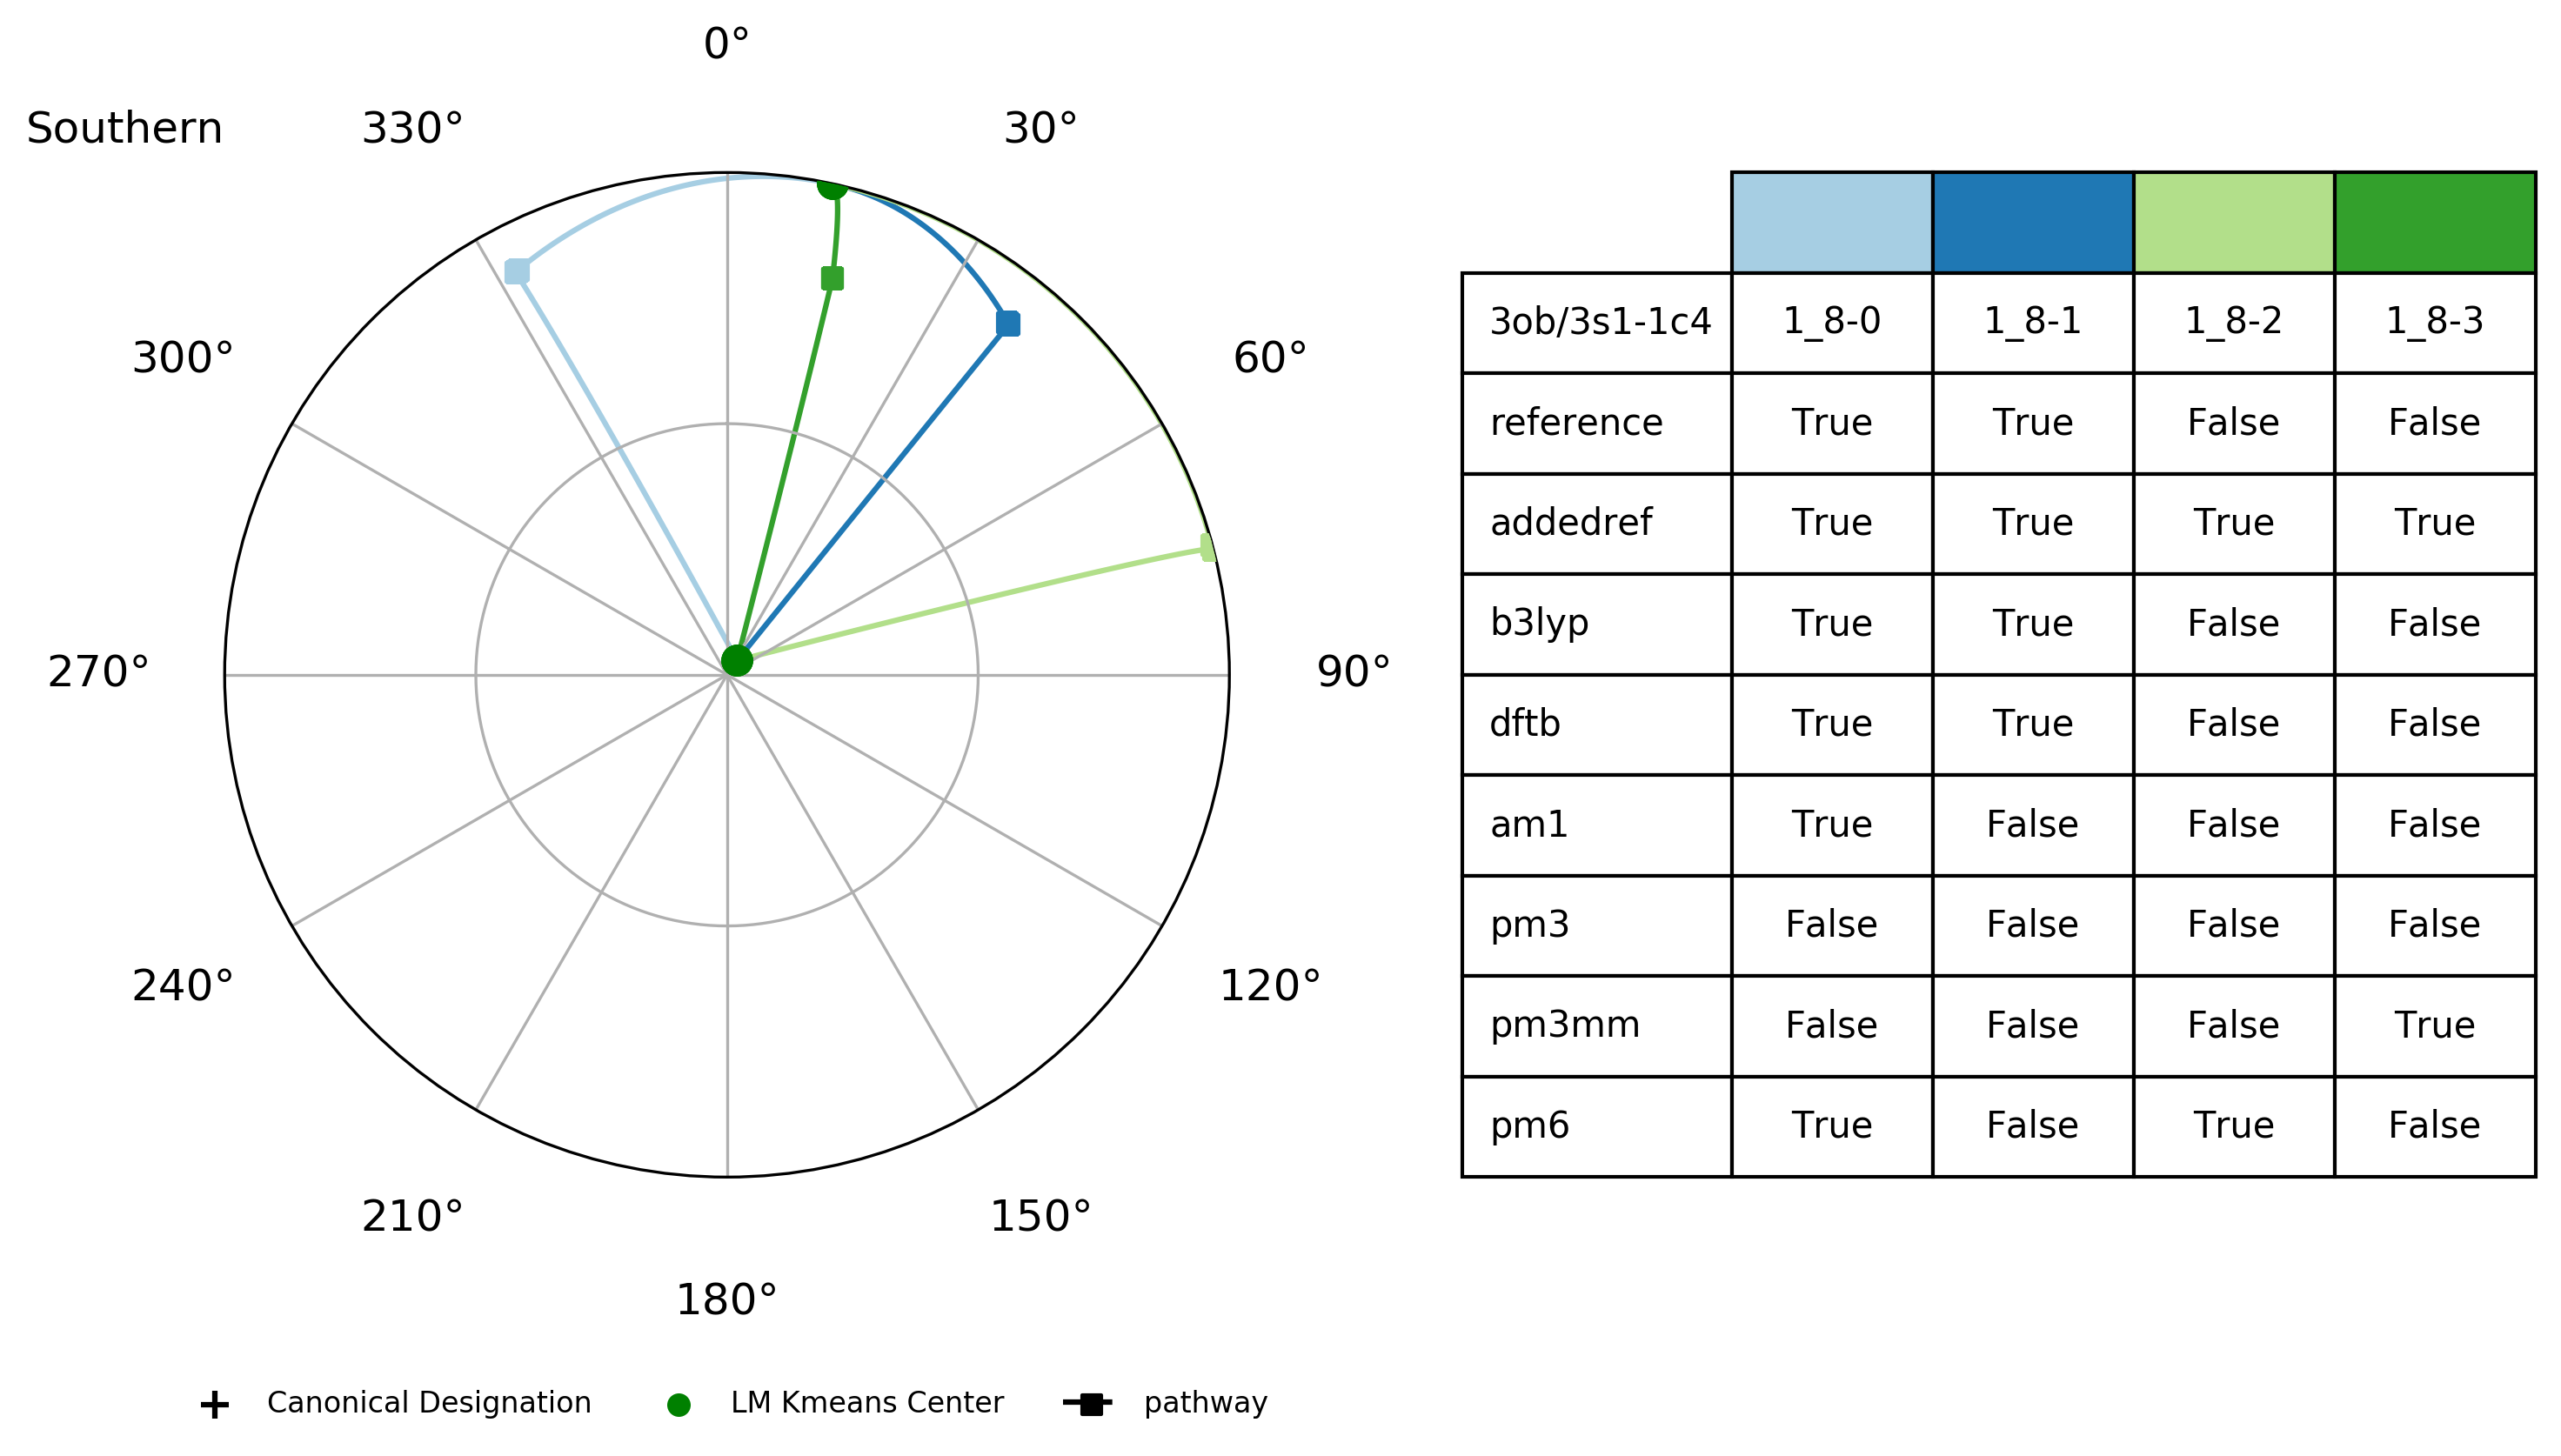 0°
Southern 330° 30°
300° 60°
270° 90°
240° 120°
210° 150°
180°
Canonical Designation LM Kmeans Center pathway
3ob/3s1-1c4 1_8-0 1_8-1 1_8-2 1_8-3
reference True True False False
addedref True True True True
b3lyp True True False False
dftb True True False False
am1 True False False False
pm3 False False False False
pm3mm False False False True
pm6 True False True False